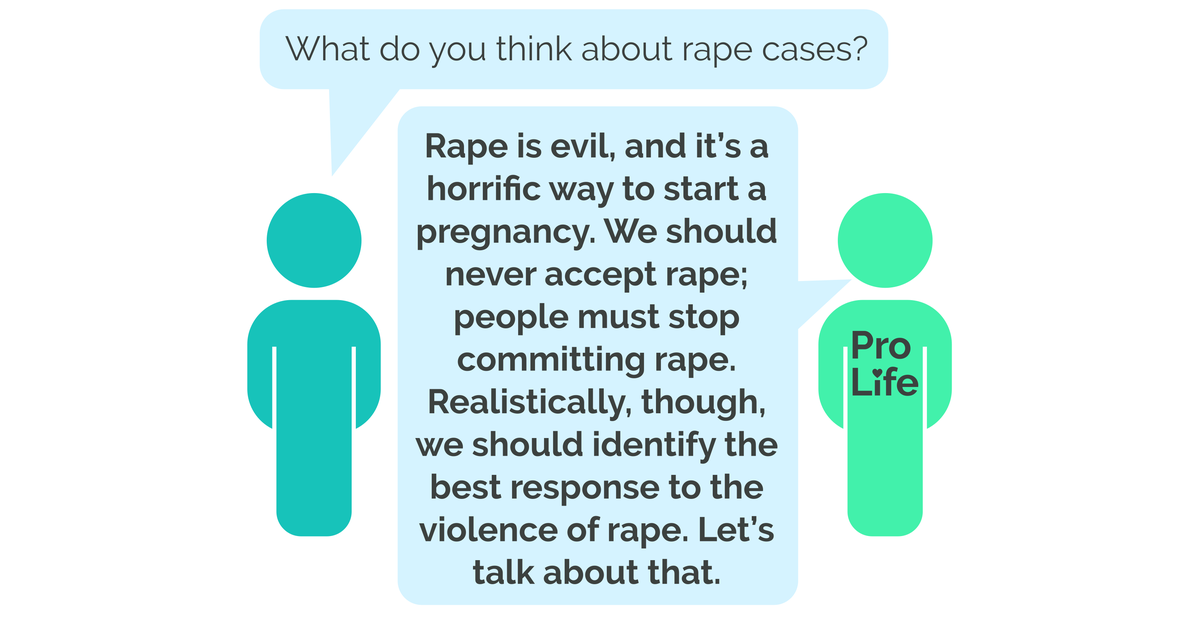 What do you think about rape cases?
Rape is evil, and it’s a
horrific way to start a
pregnancy. We should
never accept rape;
people must stop
committing rape.
Realistically, though,
we should identify the
best response to the
violence of rape. Let’s
talk about that.
Pro
Life